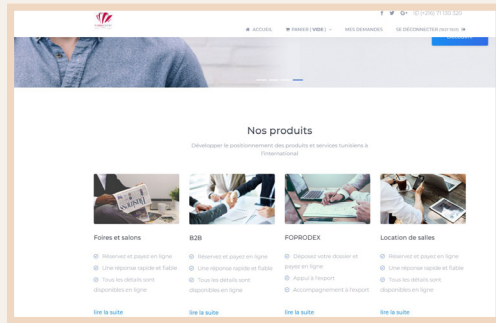 (+216) 71 130 320
ACCUEIL PANIER ( VIDE ) MES DEMANDES SE DÉCONNECTER
Nos produits
Développer le positionnement des produits et services tunisiens à
l'international
Foires et salons
Réservez et payez en ligne
Une réponse rapide et fiable
Tous les détails sont
disponibles en ligne
lire la suite
B2B
Réservez et payez en ligne
Une réponse rapide et fiable
Tous les détails sont
disponibles en ligne
lire la suite
FOPRODEX
Déposez votre dossier et
payez en ligne
Appui à l'export
Accompagnement à l'export
lire la suite
Location de salles
Réservez et payez en ligne
Une réponse rapide et fiable
Tous les détails sont
disponibles en ligne
lire la suite